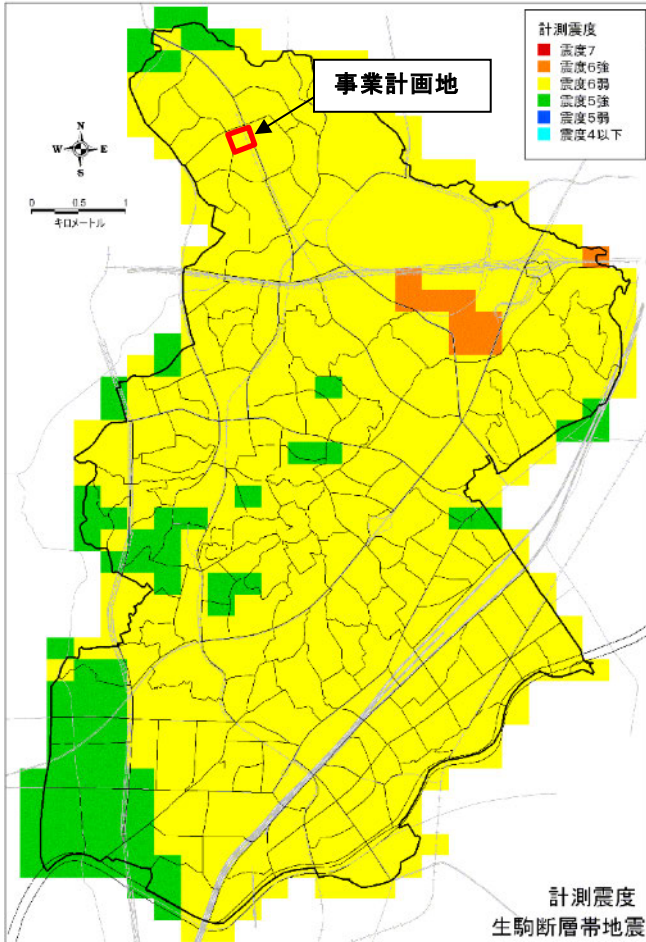 計測震度
震度7
震度6強
震度6弱
震度5強
震度5弱
震度4以下
事業計画地
N
W E
S
0 0.5 1
キロメートル
計測震度
生駒断層帯地震